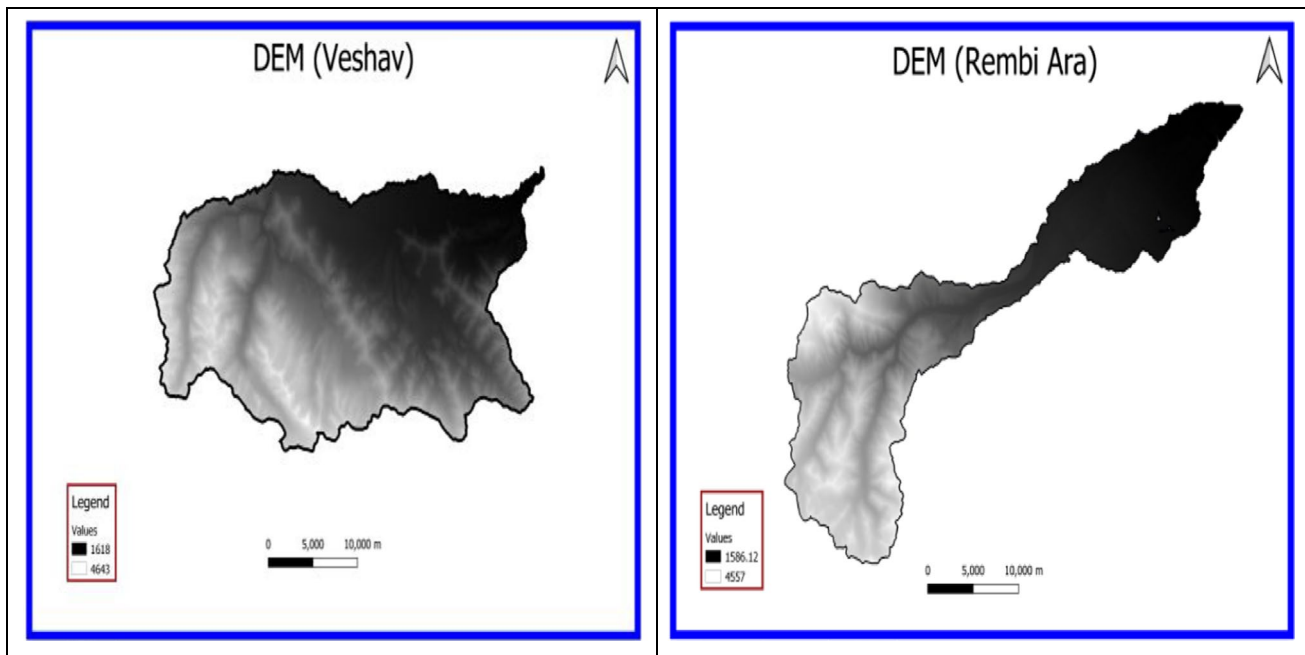 DEM (Veshav)
Legend
Values
1618
4643
0 5,000 10,000 m
DEM (Rembi Ara)
Legend
Values
1586.12
4557
0 5,000 10,000 m